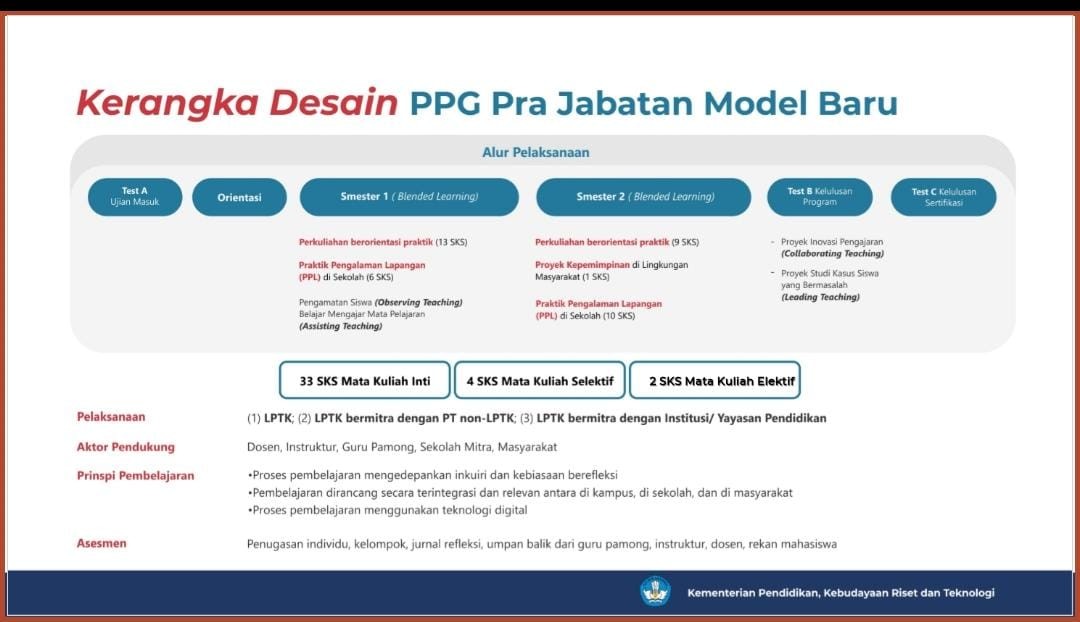 Kerangka Desain PPG Pra Jabatan Model Baru
Alur Pelaksanaan
Test A
Ujian Masuk
Orientasi
Smester 1 ( Blended Learning)
Smester 2 ( Blended Learning)
Test B Kelulusan
Program
Test C Kelulusan
Sertifikasi
Perkuliahan berorientasi praktik (13 SKS)
Praktik Pengalaman Lapangan
(PPL) di Sekolah (6 SKS)
Pengamatan Siswa (Observing Teaching)
Belajar Mengajar Mata Pelajaran
(Assisting Teaching)
Perkuliahan berorientasi praktik (9 SKS)
Proyek Kepemimpinan di Lingkungan
Masyarakat (1 SKS)
Praktik Pengalaman Lapangan
(PPL) di Sekolah (10 SKS)
- Proyek Inovasi Pengajaran
(Collaborating Teaching)
- Proyek Studi Kasus Siswa
yang Bermasalah
(Leading Teaching)
33 SKS Mata Kuliah Inti
4 SKS Mata Kuliah Selektif
2 SKS Mata Kuliah Elektif
Pelaksanaan (1) LPTK; (2) LPTK bermitra dengan PT non-LPTK; (3) LPTK bermitra dengan Institusi/ Yayasan Pendidikan
Aktor Pendukung Dosen, Instruktur, Guru Pamong, Sekolah Mitra, Masyarakat
Prinspi Pembelajaran •Proses pembelajaran mengedepankan inkuiri dan kebiasaan berefleksi
•Pembelajaran dirancang secara terintegrasi dan relevan antara di kampus, di sekolah, dan di masyarakat
•Proses pembelajaran menggunakan teknologi digital
Asesmen Penugasan individu, kelompok, jurnal refleksi, umpan balik dari guru pamong, instruktur, dosen, rekan mahasiswa
Kementerian Pendidikan, Kebudayaan Riset dan Teknologi